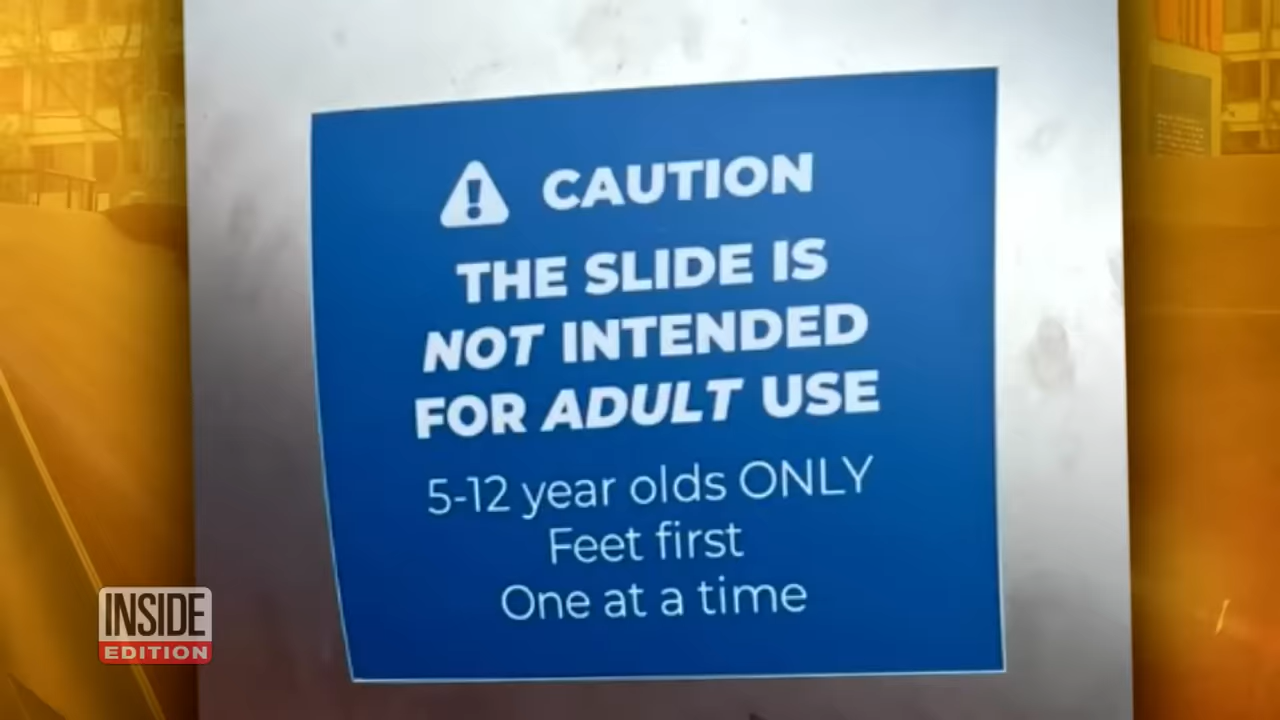 CAUTION
THE SLIDE IS
NOT INTENDED
FOR ADULT USE
5-12 year olds ONLY
Feet first
One at a time
INSIDE
EDITION